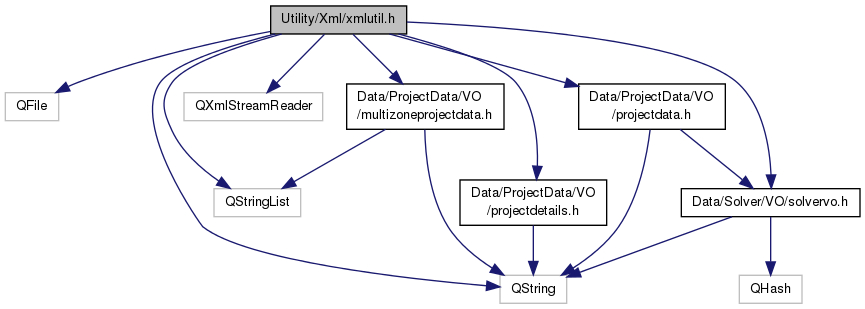 Utility/Xml/xmlutil.h
QFile
QXmlStreamReader
Data/ProjectData/VO
/multizoneprojectdata.h
Data/ProjectData/VO
/projectdata.h
QStringList
Data/ProjectData/VO
/projectdetails.h
Data/Solver/VO/solvervo.h
QString
QHash